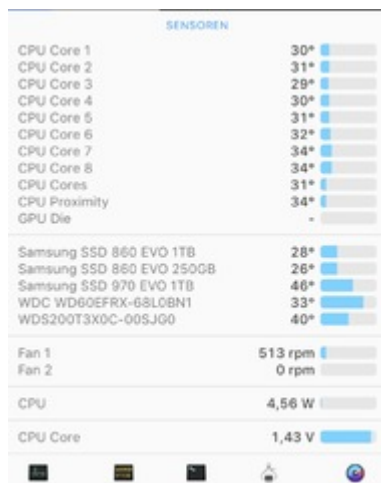 SENSOREN
CPU Core 1 30°
CPU Core 2 31°
CPU Core 3 29°
CPU Core 4 30°
CPU Core 5 31°
CPU Core 6 32°
CPU Core 7 34°
CPU Core 8 34°
CPU Cores 31°
CPU Proximity 34°
GPU Die -
Samsung SSD 860 EVO 1TB 28°
Samsung SSD 860 EVO 250GB 26°
Samsung SSD 970 EVO 1TB 46°
WDC WD60EFRX-68L0BN1 33°
WDS200T3X0C-00SJG0 40°
Fan 1 513 rpm
Fan 2 0 rpm
CPU 4,56 W
CPU Core 1,43 V